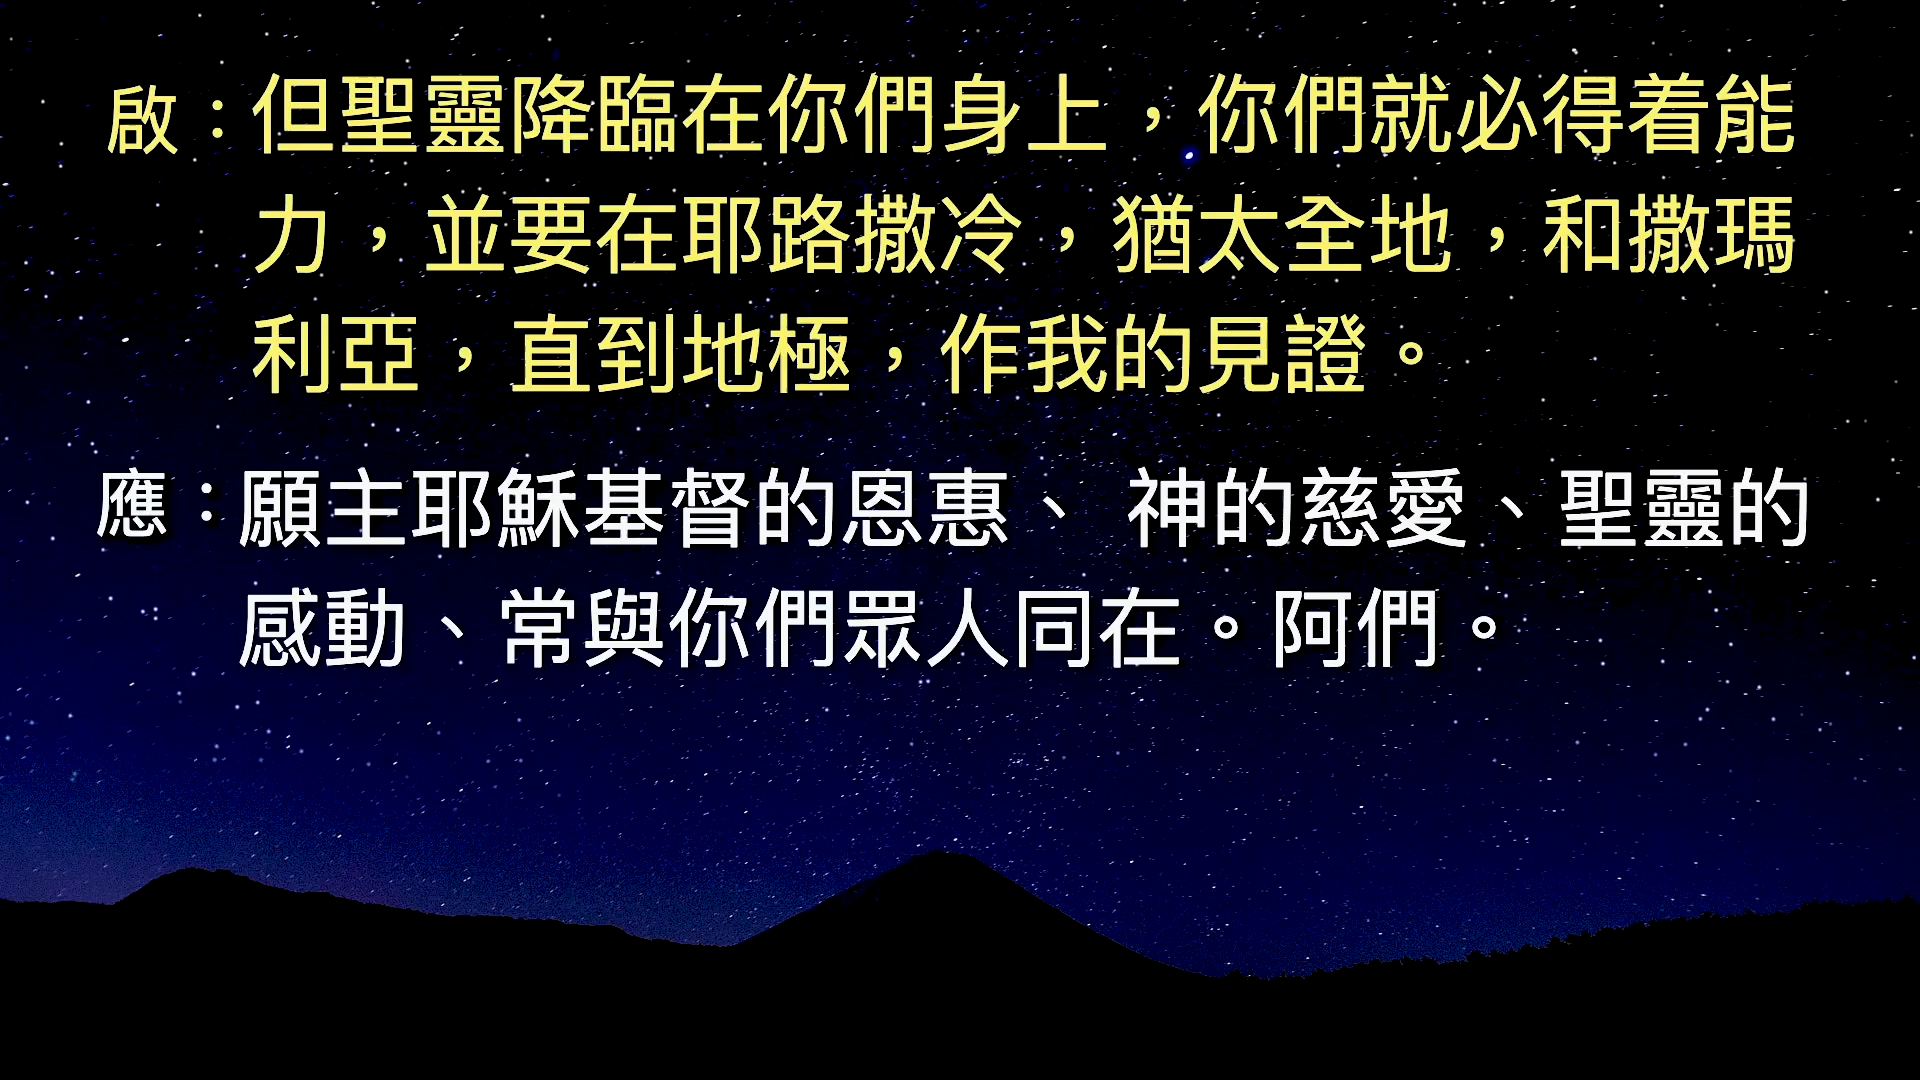 啟：但聖靈降臨在你們身上，你們就必得着能
力，並要在耶路撒冷，猶太全地，和撒瑪
利亞，直到地極，作我的見證。
應：願主耶穌基督的恩惠、 神的慈愛、聖靈的
感動、常與你們眾人同在。阿們。